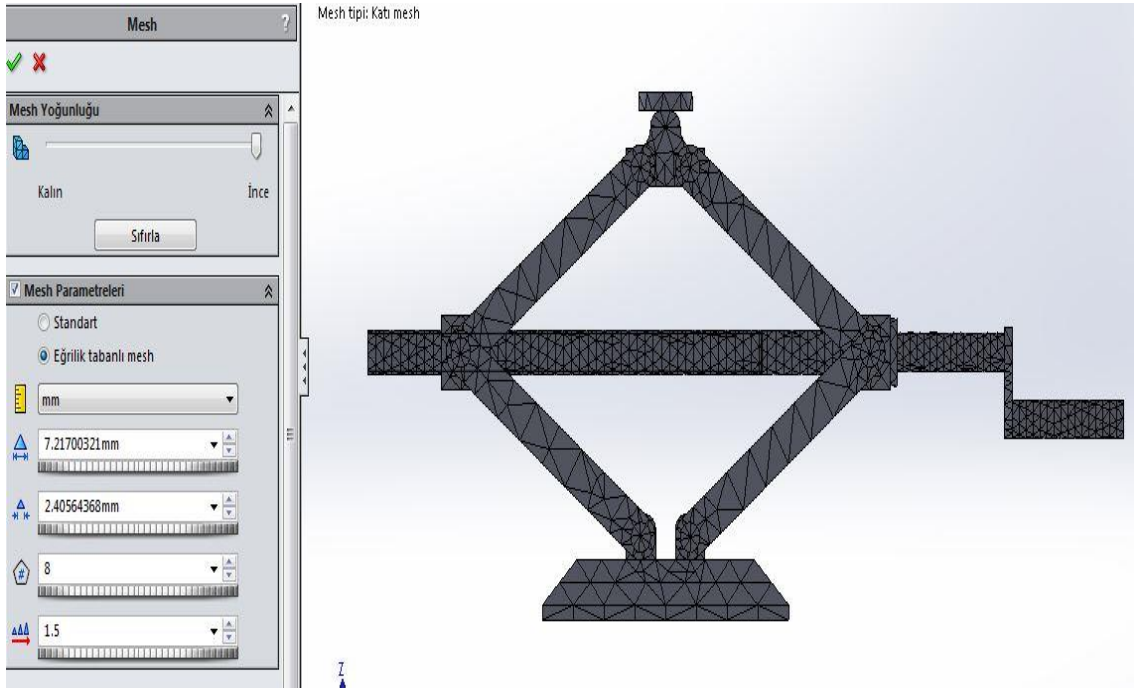 Mesh
?
Mesh tipi: Katı mesh
Mesh Yoğunluğu
Kalın
İnce
Sıfırla
Mesh Parametreleri
Standart
Eğrilik tabanlı mesh
mm
7.21700321mm
2.40564368mm
#
8
1.5
Z